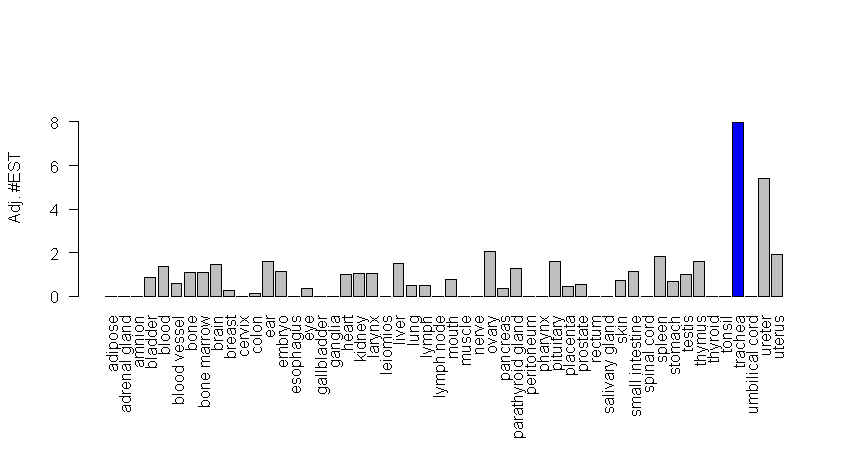 Adj. #EST
8
6
4
2
0
adipose
adrenal gland
amnion
bladder
blood
blood vessel
bone
bone marrow
brain
breast
cervix
colon
ear
embryo
esophagus
eye
gallbladder
ganglia
heart
kidney
larynx
leiomios
liver
lung
lymph
lymph node
mouth
muscle
nerve
ovary
pancreas
parathyroid gland
peritoneum
pharynx
pituitary
placenta
prostate
rectum
salivary gland
skin
small intestine
spinal cord
spleen
stomach
testis
thymus
thyroid
tonsil
trachea
umbilical cord
ureter
uterus